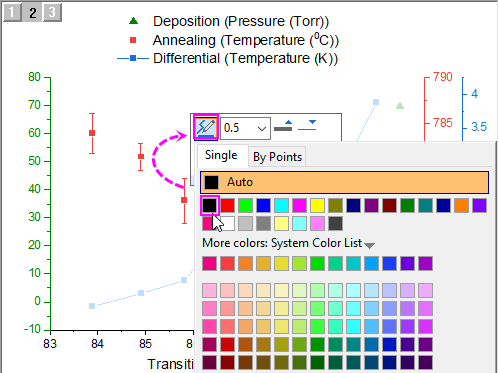 1 2 3
Deposition (Pressure (Torr))
Annealing (Temperature (⁰C))
Differential (Temperature (K))
80
70
60
50
40
30
20
10
0
-10
83 84 85 8
Transiti
790
785
4
3.5
0.5
Single By Points
Auto
More colors: System Color List